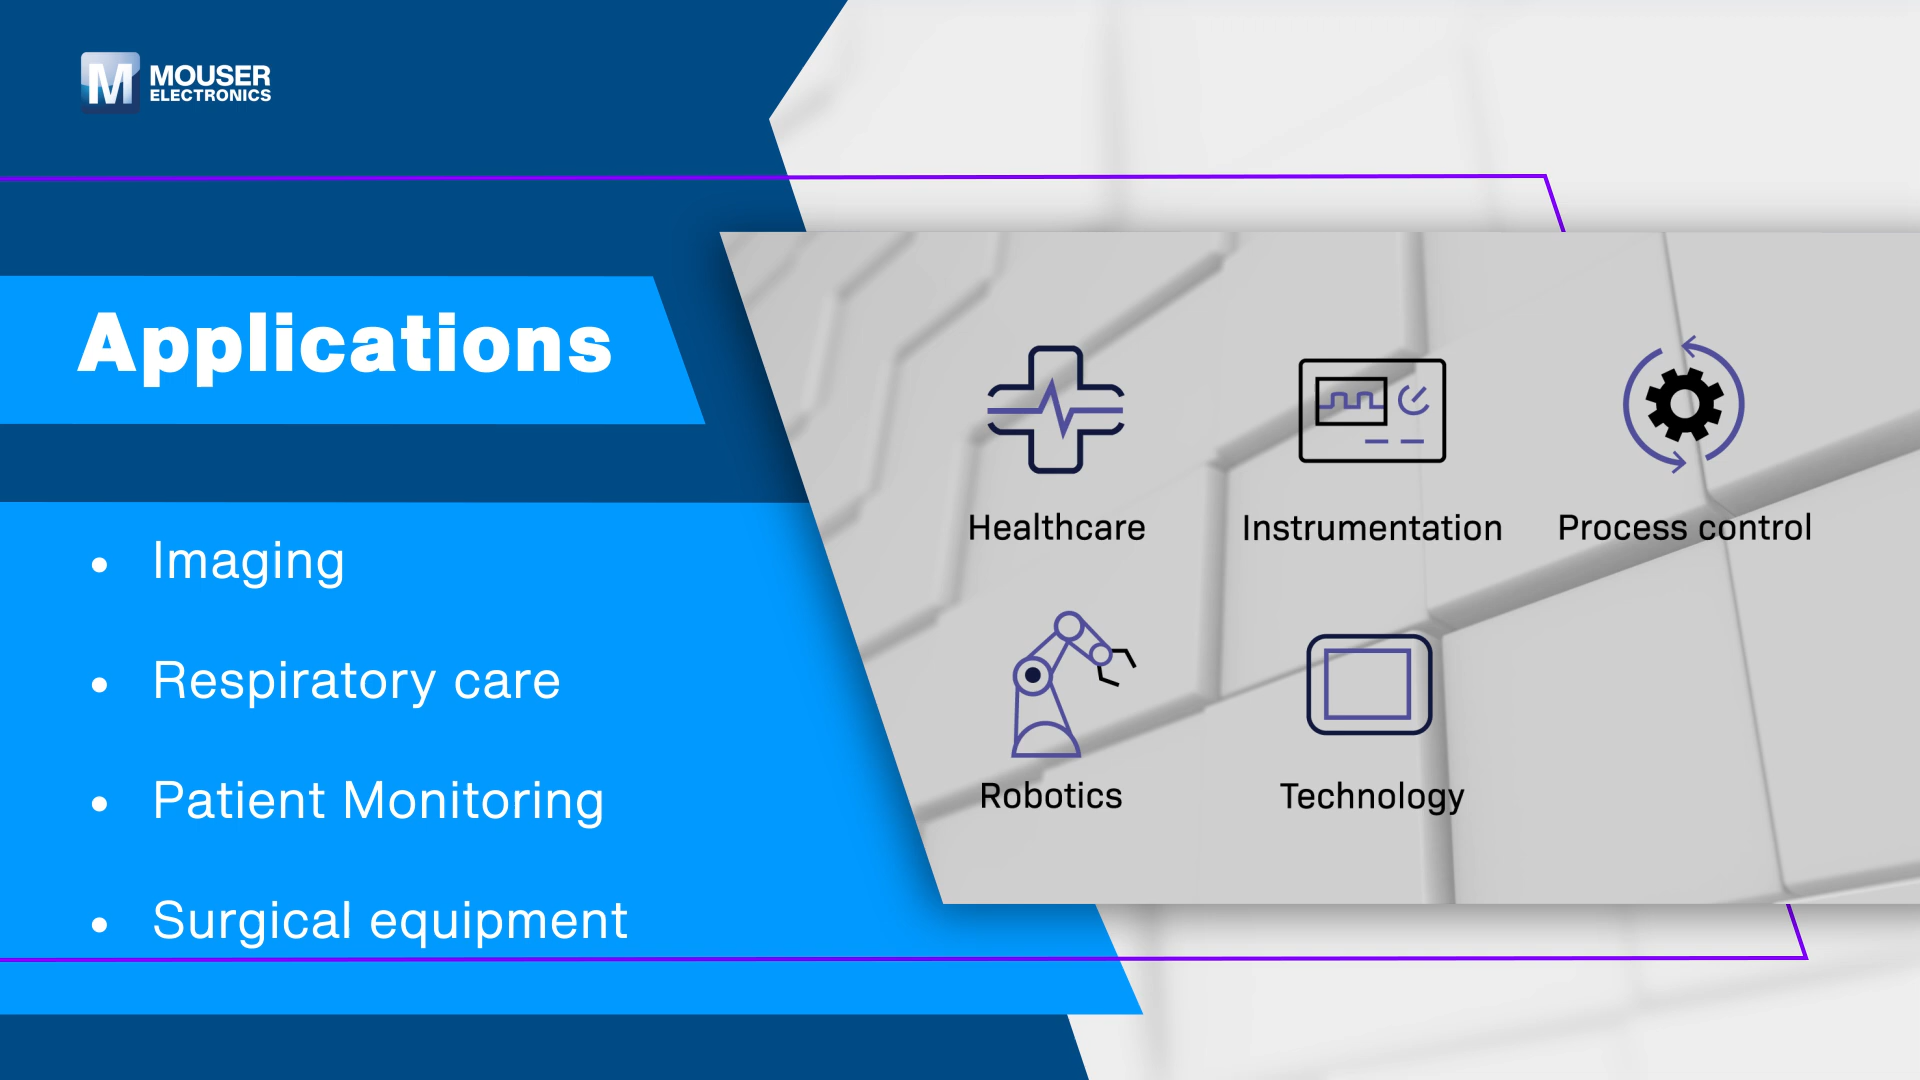 MOUSER
ELECTRONICS
Applications
• Imaging
• Respiratory care
• Patient Monitoring
• Surgical equipment
Healthcare
Instrumentation
Process control
Robotics
Technology